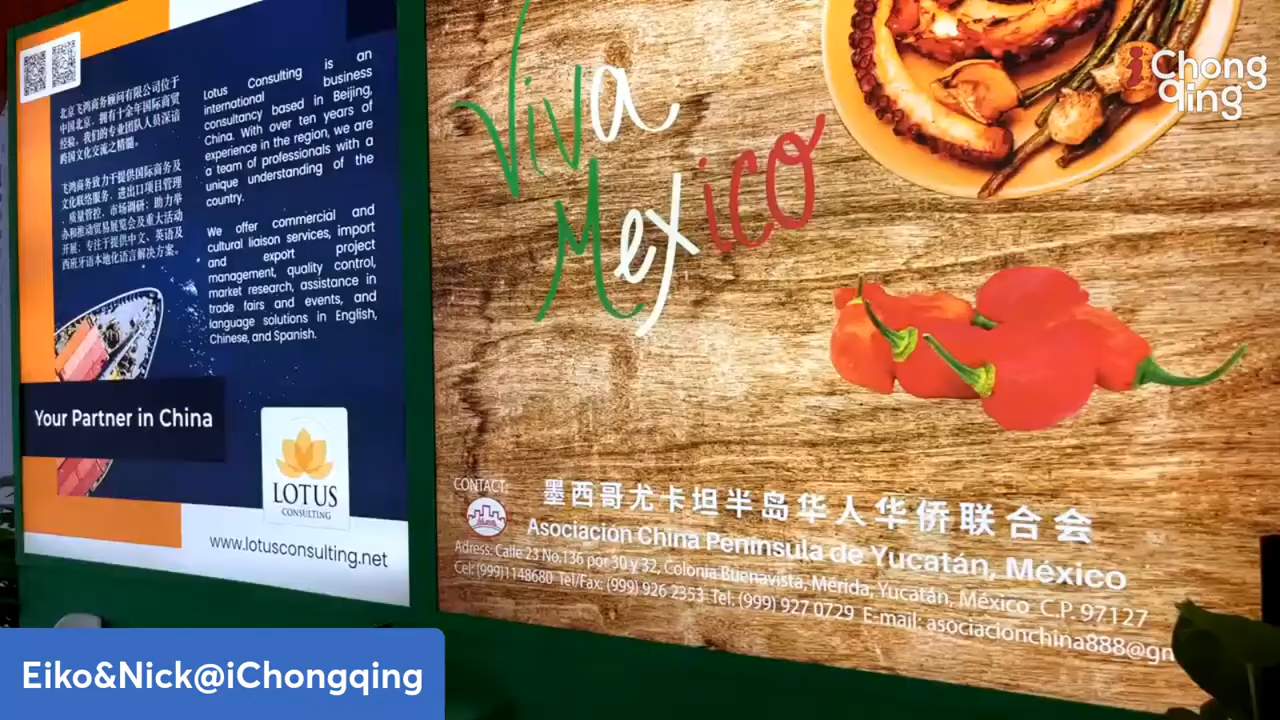 北京飞鸿商务顾问有限公司位于
中国北京，拥有十余年国际商贸
经验。我们的专业团队人员深谙
跨国文化交流之精髓。
飞鸿商务致力于提供国际商务及
文化联络服务，进出口项目管理
，质量管控，市场调研；助力举
办和推动贸易展览会及重大活动
开展；专注于提供中文、英语及
西班牙语本地化语言解决方案。
Lotus Consulting is an
international business
consultancy based in Beijing,
China. With over ten years of
experience in the region, we are
a team of professionals with a
unique understanding of the
country.
We offer commercial and
cultural liaison services, import
and export project
management, quality control,
market research, assistance in
trade fairs and events, and
language solutions in English,
Chinese, and Spanish.
Your Partner in China
LOTUS
CONSULTING
www.lotusconsulting.net
Viva
Mexico
iChong
qing
CONTACT:
墨西哥尤卡坦半岛华人华侨联合会
Asociación China Península de Yucatán, México
Adress: Calle 23 No.136 por 30 y 32, Colonia Buenavista, Mérida, Yucatán, México C.P. 97127
Cel: (999)1148680 Tel/Fax: (999) 926 2353 Tel. (999) 927 0729 E-mail: asociacionchina888@gm
Eiko&Nick@iChongqing